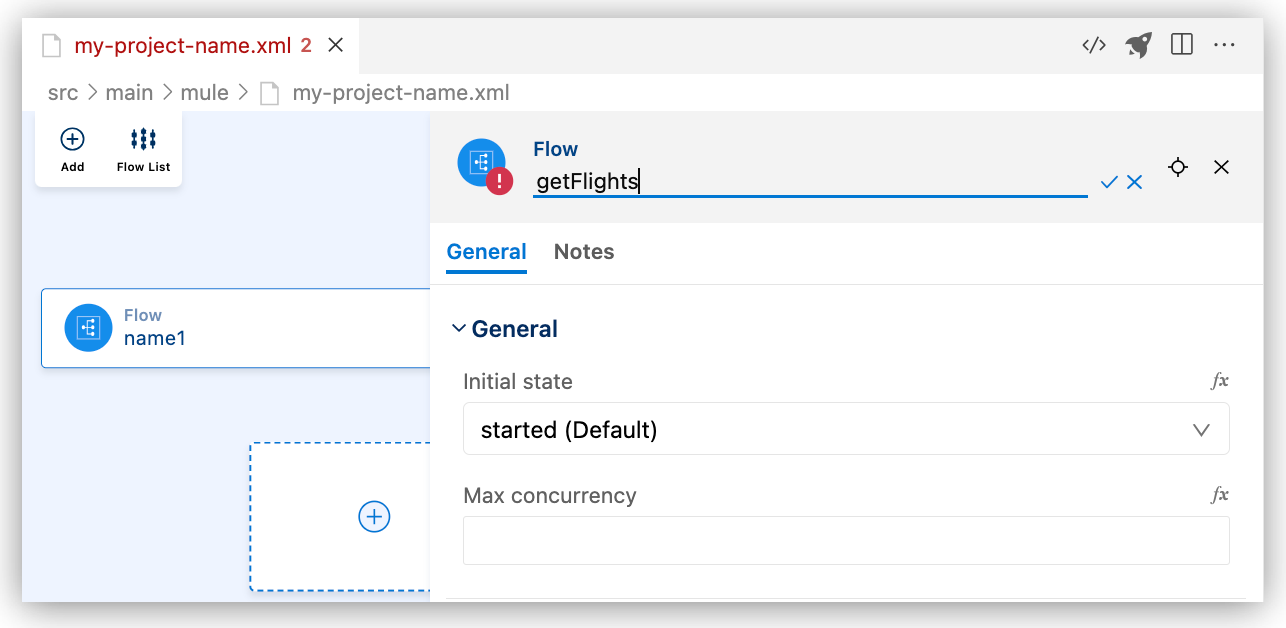 my-project-name.xml 2
src > main > mule > my-project-name.xml
Add
Flow List
Flow
getFlights
General
Notes
Flow
name1
General
Initial state
fx
started (Default)
Max concurrency
fx